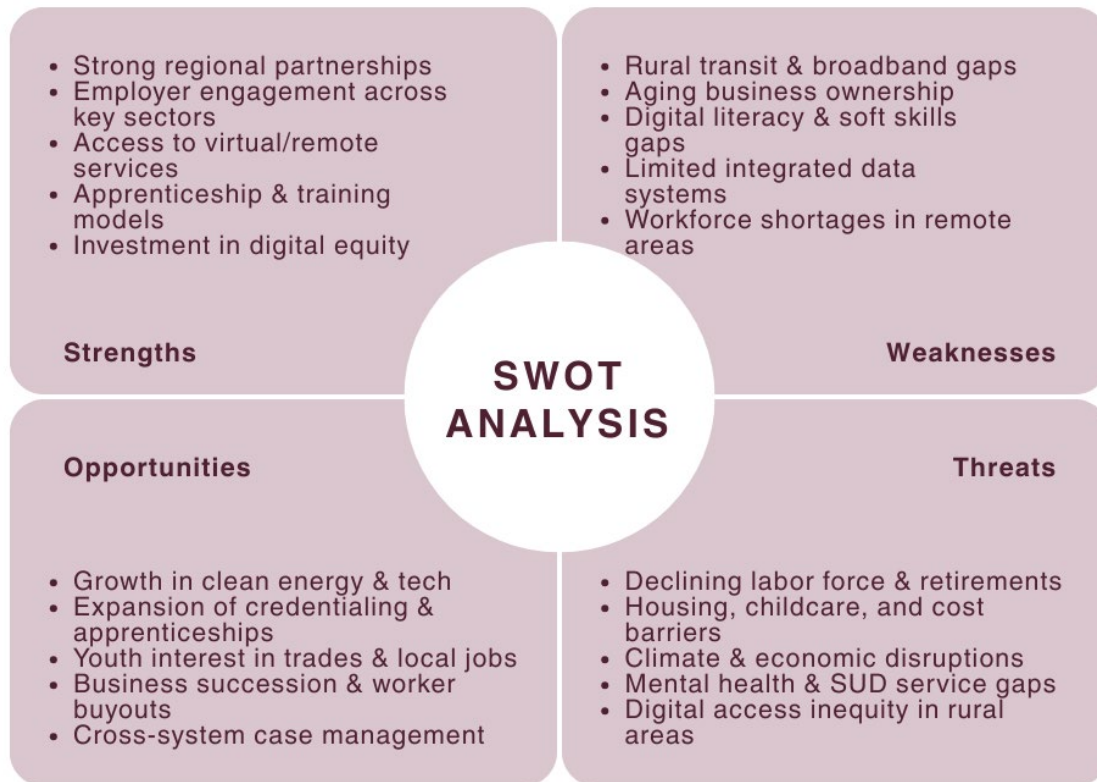 • Strong regional partnerships
• Employer engagement across
key sectors
• Access to virtual/remote
services
• Apprenticeship & training
models
• Investment in digital equity
Strengths
• Rural transit & broadband gaps
• Aging business ownership
• Digital literacy & soft skills
gaps
• Limited integrated data
systems
• Workforce shortages in remote
areas
Weaknesses
SWOT
ANALYSIS
Opportunities
• Growth in clean energy & tech
• Expansion of credentialing &
apprenticeships
• Youth interest in trades & local jobs
• Business succession & worker
buyouts
• Cross-system case management
Threats
• Declining labor force & retirements
• Housing, childcare, and cost
barriers
• Climate & economic disruptions
• Mental health & SUD service gaps
• Digital access inequity in rural
areas